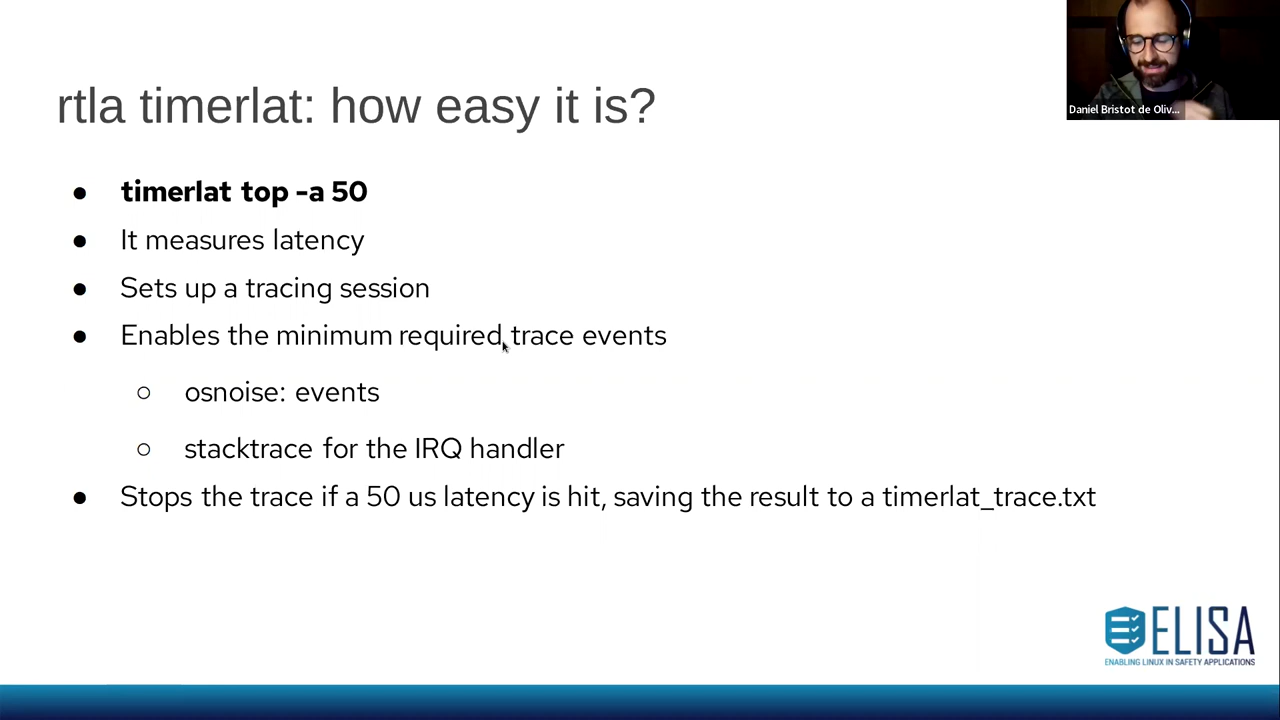 Daniel Bristot de Oliv...
rtla timerlat: how easy it is?
● timerlat top -a 50
● It measures latency
● Sets up a tracing session
● Enables the minimum required trace events
○ osnoise: events
○ stacktrace for the IRQ handler
● Stops the trace if a 50 us latency is hit, saving the result to a timerlat_trace.txt
ELISA
ENABLING LINUX IN SAFETY APPLICATIONS